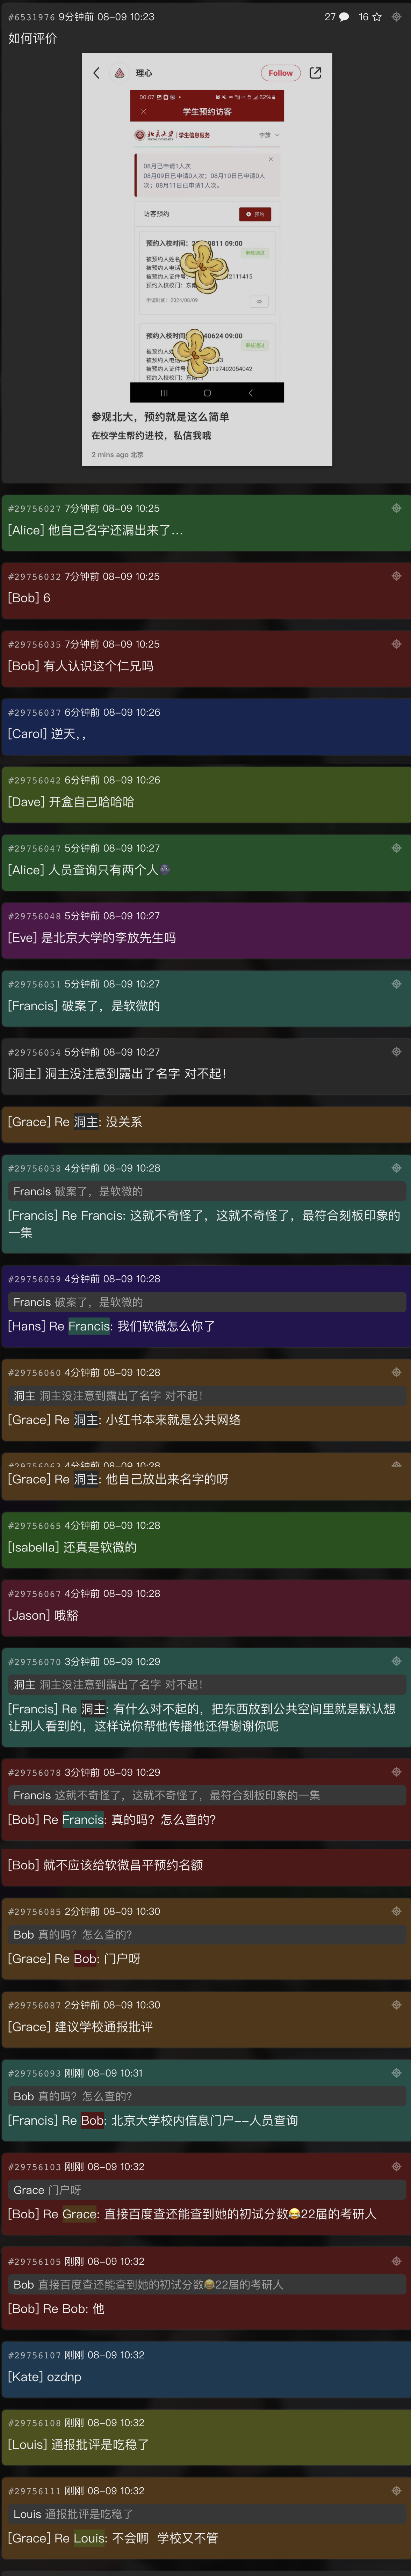 #6531976 9分钟前 08-09 10:23 27 16
如何评价
理心 Follow
00:07 62%
学生预约访客
北京大学 | 学生信息服务 李放
08月已申请1人次
08月09日已申请0人次；08月10日已申请0人
次；08月11日已申请1人次。
访客预约 预约
预约入校时间： 0811 09:00
审核通过
被预约人姓名
被预约人电话
被预约人证件号 2111415
预约入校校门：东南
申请时间：2024/08/09
预约入校时间 40624 09:00
审核通过
被预约人姓
被预约人电话 43
被预约人证件号 1197402054042
预约入校校门：东南门
参观北大，预约就是这么简单
在校学生帮约进校，私信我哦
2 mins ago 北京
#29756027 7分钟前 08-09 10:25
[Alice] 他自己名字还漏出来了...
#29756032 7分钟前 08-09 10:25
[Bob] 6
#29756035 7分钟前 08-09 10:25
[Bob] 有人认识这个仁兄吗
#29756037 6分钟前 08-09 10:26
[Carol] 逆天，，
#29756042 6分钟前 08-09 10:26
[Dave] 开盒自己哈哈哈
#29756047 5分钟前 08-09 10:27
[Alice] 人员查询只有两个人
#29756048 5分钟前 08-09 10:27
[Eve] 是北京大学的李放先生吗
#29756051 5分钟前 08-09 10:27
[Francis] 破案了，是软微的
#29756054 5分钟前 08-09 10:27
[洞主] 洞主没注意到露出了名字 对不起！
[Grace] Re 洞主: 没关系
#29756058 4分钟前 08-09 10:28
Francis 破案了，是软微的
[Francis] Re Francis: 这就不奇怪了，这就不奇怪了，最符合刻板印象的
一集
#29756059 4分钟前 08-09 10:28
Francis 破案了，是软微的
[Hans] Re Francis: 我们软微怎么你了
#29756060 4分钟前 08-09 10:28
洞主 洞主没注意到露出了名字 对不起！
[Grace] Re 洞主: 小红书本来就是公共网络
#29756063 4分钟前 08-09 10:28
[Grace] Re 洞主: 他自己放出来名字的呀
#29756065 4分钟前 08-09 10:28
[Isabella] 还真是软微的
#29756067 4分钟前 08-09 10:28
[Jason] 哦豁
#29756070 3分钟前 08-09 10:29
洞主 洞主没注意到露出了名字 对不起！
[Francis] Re 洞主: 有什么对不起的，把东西放到公共空间里就是默认想
让别人看到的，这样说你帮他传播他还得谢谢你呢
#29756078 3分钟前 08-09 10:29
Francis 这就不奇怪了，这就不奇怪了，最符合刻板印象的一集
[Bob] Re Francis: 真的吗？怎么查的？
[Bob] 就不应该给软微昌平预约名额
#29756085 2分钟前 08-09 10:30
Bob 真的吗？怎么查的？
[Grace] Re Bob: 门户呀
#29756087 2分钟前 08-09 10:30
[Grace] 建议学校通报批评
#29756093 刚刚 08-09 10:31
Bob 真的吗？怎么查的？
[Francis] Re Bob: 北京大学校内信息门户--人员查询
#29756103 刚刚 08-09 10:32
Grace 门户呀
[Bob] Re Grace: 直接百度查还能查到她的初试分数😂22届的考研人
#29756105 刚刚 08-09 10:32
Bob 直接百度查还能查到她的初试分数😂22届的考研人
[Bob] Re Bob: 他
#29756107 刚刚 08-09 10:32
[Kate] ozdnp
#29756108 刚刚 08-09 10:32
[Louis] 通报批评是吃稳了
#29756111 刚刚 08-09 10:32
Louis 通报批评是吃稳了
[Grace] Re Louis: 不会啊 学校又不管